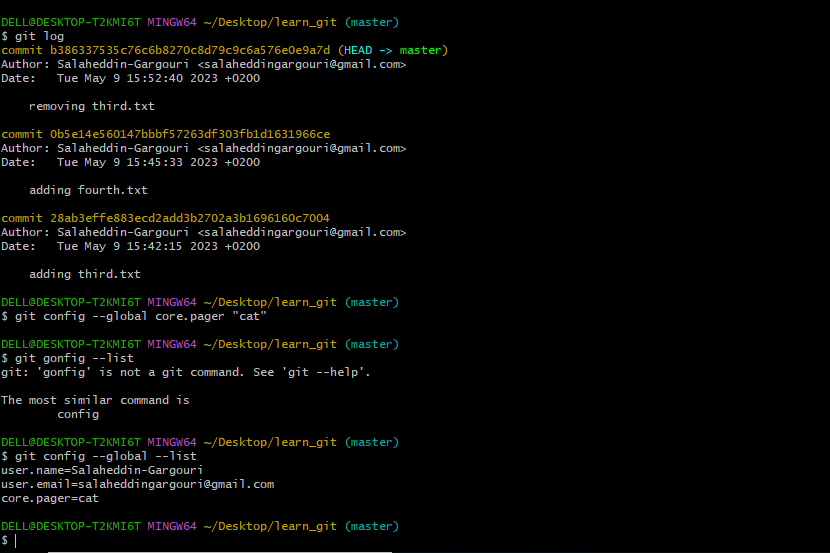 DELL@DESKTOP-T2KMI6T MINGW64 ~/Desktop/learn_git (master)
$ git log
commit b386337535c76c6b8270c8d79c9c6a576e0e9a7d (HEAD -> master)
Author: Salaheddin-Gargouri <salaheddingargouri@gmail.com>
Date:   Tue May 9 15:52:40 2023 +0200

    removing third.txt

commit 0b5e14e560147bbbf57263df303fb1d1631966ce
Author: Salaheddin-Gargouri <salaheddingargouri@gmail.com>
Date:   Tue May 9 15:45:33 2023 +0200

    adding fourth.txt

commit 28ab3effe883ecd2add3b2702a3b1696160c7004
Author: Salaheddin-Gargouri <salaheddingargouri@gmail.com>
Date:   Tue May 9 15:42:15 2023 +0200

    adding third.txt

DELL@DESKTOP-T2KMI6T MINGW64 ~/Desktop/learn_git (master)
$ git config --global core.pager "cat"

DELL@DESKTOP-T2KMI6T MINGW64 ~/Desktop/learn_git (master)
$ git gonfig --list
git: 'gonfig' is not a git command. See 'git --help'.

The most similar command is
        config

DELL@DESKTOP-T2KMI6T MINGW64 ~/Desktop/learn_git (master)
$ git config --global --list
user.name=Salaheddin-Gargouri
user.email=salaheddingargouri@gmail.com
core.pager=cat

DELL@DESKTOP-T2KMI6T MINGW64 ~/Desktop/learn_git (master)
$